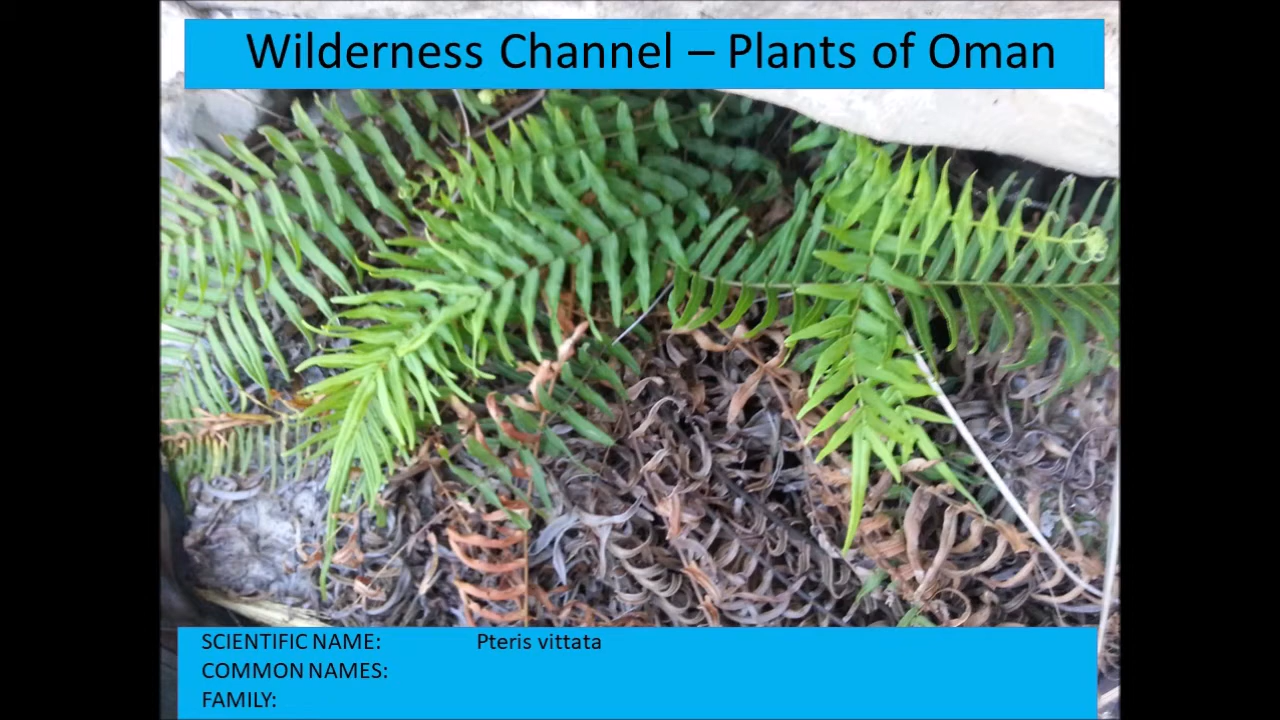 Wilderness Channel – Plants of Oman
SCIENTIFIC NAME: Pteris vittata
COMMON NAMES:
FAMILY: